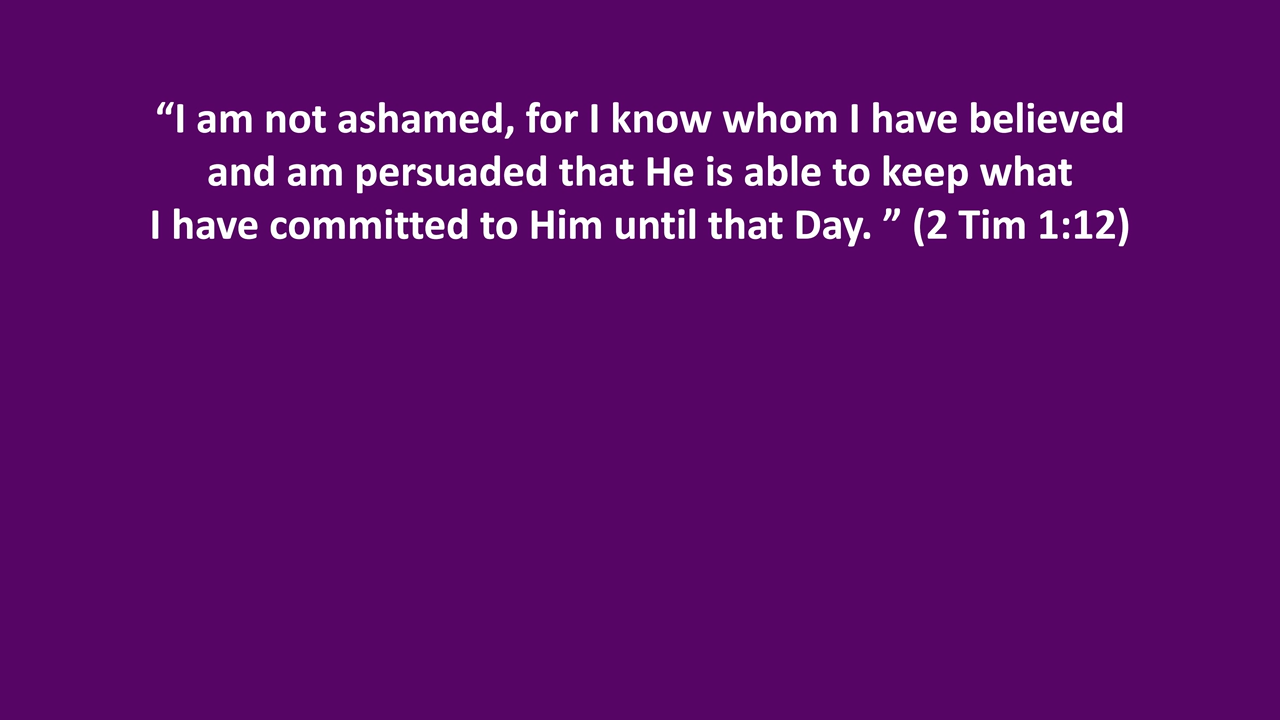 “I am not ashamed, for I know whom I have believed
and am persuaded that He is able to keep what
I have committed to Him until that Day. ” (2 Tim 1:12)